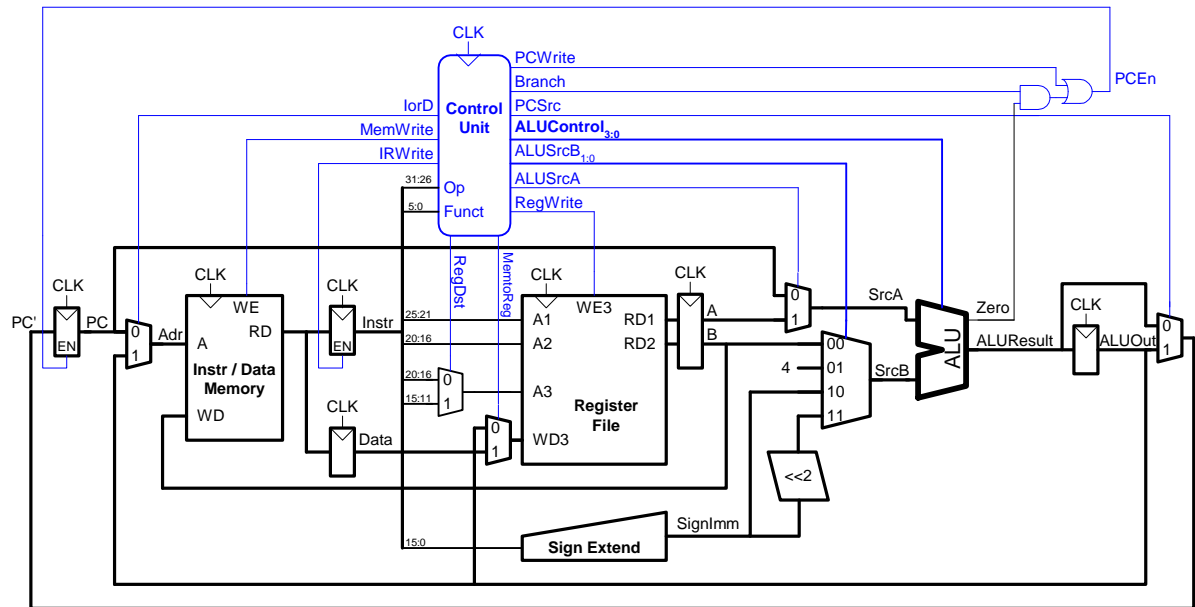 CLK
PCWrite
Branch
PCEn
IorD
Control Unit
PCSrc
MemWrite
ALUControl3:0
IRWrite
ALUSrcB1:0
31:26
Op
ALUSrcA
5:0
Funct
RegWrite
RegDst
MemtoReg
CLK
CLK
CLK
CLK
CLK
PC'
PC
EN
0
1
Adr
WE
A
RD
Instr / Data
Memory
WD
Instr
EN
CLK
Data
25:21
20:16
20:16
15:11
0
1
0
1
A1
A2
A3
WD3
WE3
RD1
RD2
Register
File
A
B
0
1
SrcA
4
00
01
10
11
SrcB
<<2
ALU
Zero
ALUResult
CLK
ALUOut
0
1
15:0
Sign Extend
SignImm